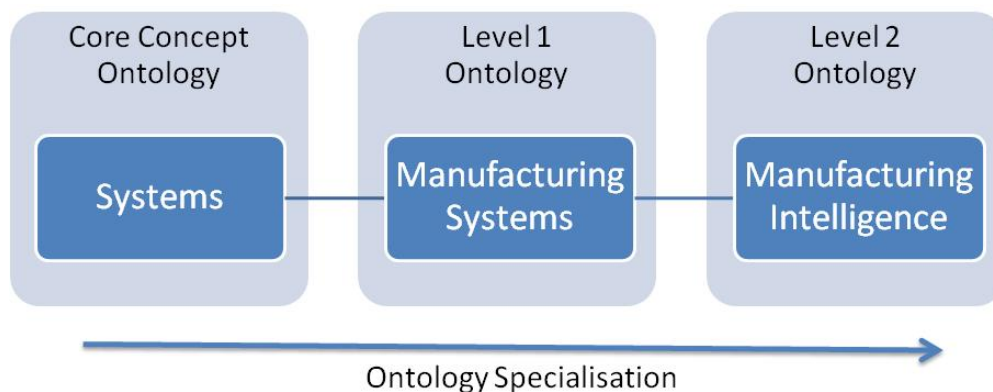 Core Concept
Ontology
Systems
Level 1
Ontology
Manufacturing
Systems
Level 2
Ontology
Manufacturing
Intelligence
Ontology Specialisation